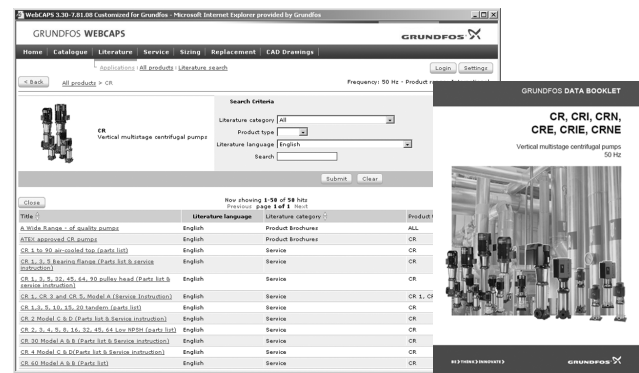 WebCAPS 3.30-7.81.08 Customized for Grundfos - Microsoft Internet Explorer provided by Grundfos
GRUNDFOS WEBCAPS
GRUNDFOS
Home | Catalogue | Literature | Service | Sizing | Replacement | CAD Drawings
Applications | All products | Literature search
Login Settings
< Back All products > CR
Frequency: 50 Hz - Product
CR
Vertical multistage centrifugal pumps
Search Criteria
Literature category All
Product type
Literature language English
Search
Submit Clear
Close
Now showing 1-58 of 58 hits
Previous page 1 of 1 Next
Title Literature language Literature category Product
A Wide Range - of quality pumps English Product Brochures ALL
ATEX approved CR pumps English Product Brochures CR
CR 1 to 90 air-cooled top (parts list) English Service CR
CR 1, 3, 5 Bearing flange (Parts list & service
instruction) English Service CR
CR 1, 3, 5, 32, 45, 64, 90 pulley head (Parts list &
service instruction) English Service CR
CR 1, CR 3 and CR 5, Model A (Service Instruction) English Service CR 1, CR
CR 1,3, 5, 10, 15, 20 tandem (parts list) English Service CR
CR 2 Model C & D (Parts list & Service instruction) English Service CR
CR 2, 3, 4, 5, 8, 16, 32, 45, 64 Low NPSH (parts list) English Service CR
CR 30 Model A & B (Parts list & Service instruction) English Service CR
CR 4 Model C & D(Parts list & Service instruction) English Service CR
CR 60 Model A & B (Parts list) English Service CR
GRUNDFOS DATA BOOKLET
CR, CRI, CRN,
CRE, CRIE, CRNE
Vertical multistage centrifugal pumps
50 Hz
BE > THINK > INNOVATE >
GRUNDFOS